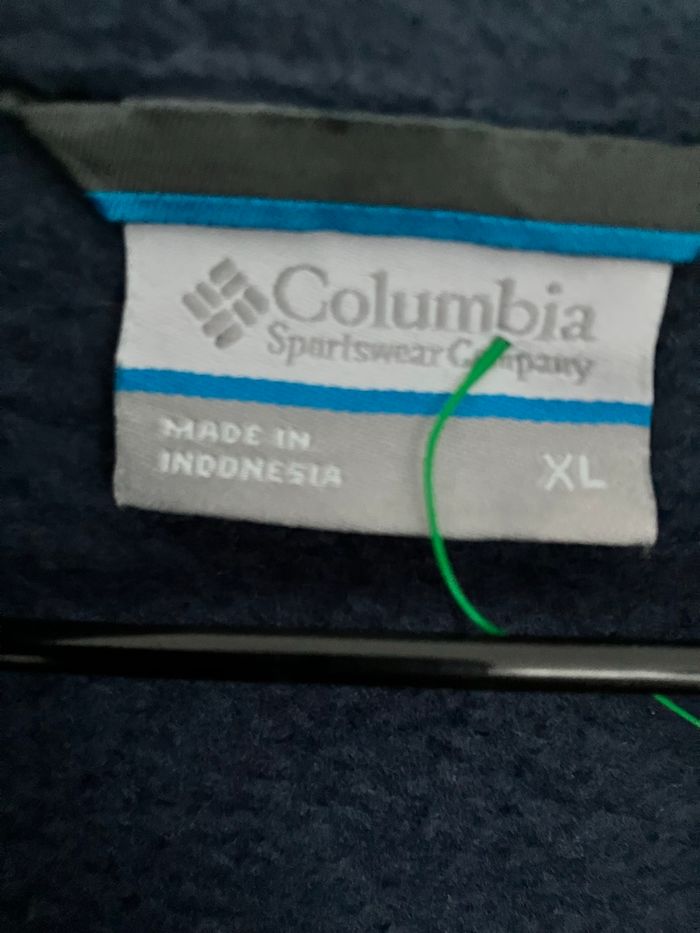 Columbia
Sportswear Company
MADE IN
INDONESIA
XL